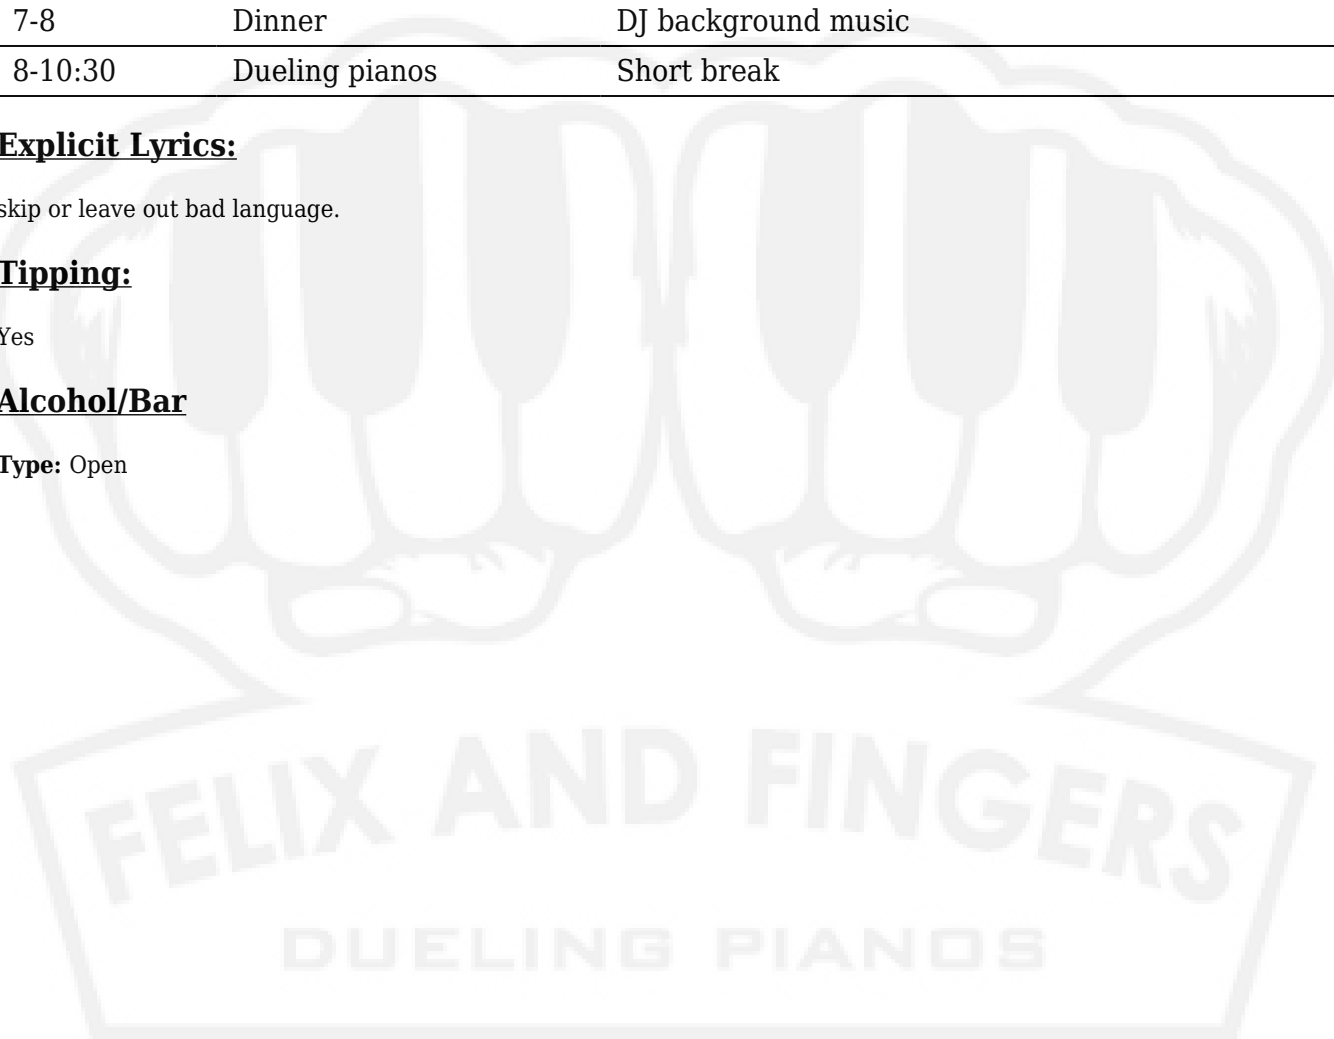 7-8 Dinner DJ background music
8-10:30 Dueling pianos Short break
Explicit Lyrics:
skip or leave out bad language.
Tipping:
Yes
Alcohol/Bar
Type: Open
FELIX AND FINGERS
DUELING PIANOS